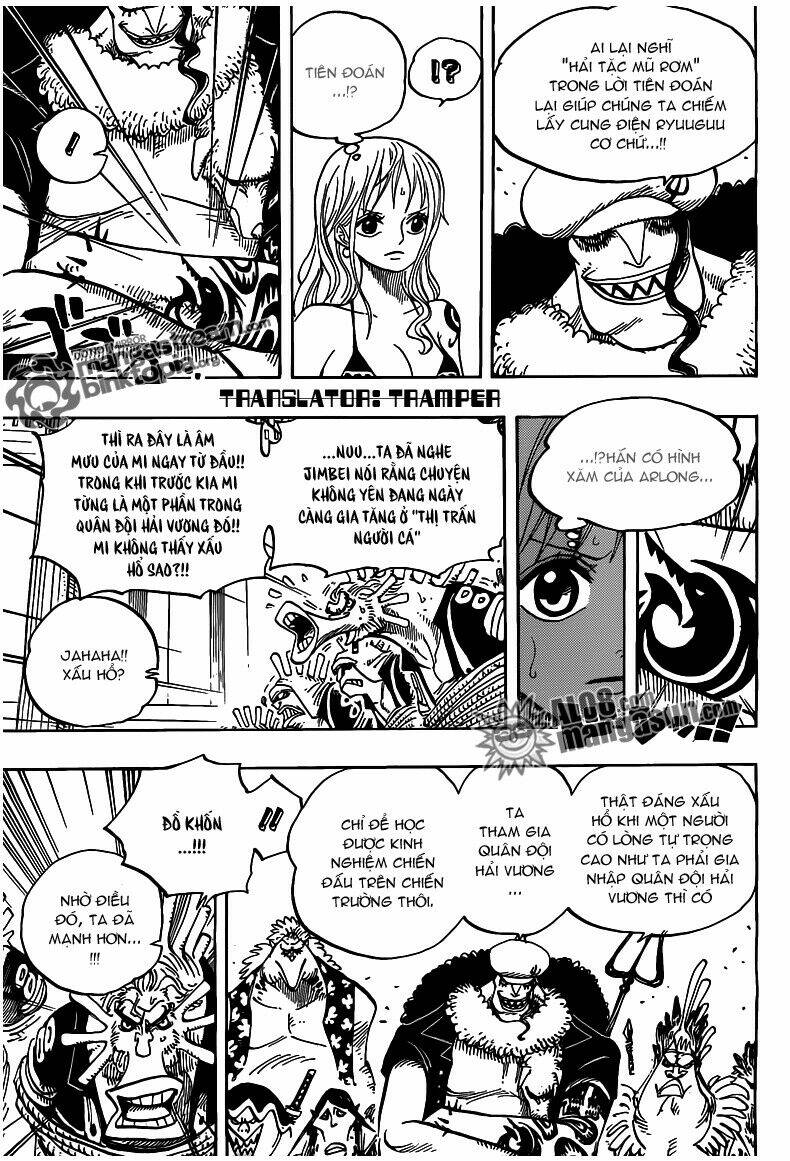 AI LẠI NGHĨ
"HẢI TẶC MŨ RƠM"
TRONG LỜI TIÊN ĐOÁN
LẠI GIÚP CHÚNG TA CHIẾM
LẤY CUNG ĐIỆN RYUUGUU
CƠ CHỨ...!!
!?
TIÊN ĐOÁN
...!?
!
TRANSLATOR: TRAMPER
mangastream.com
binktopia.org
...!?HẮN CÓ HÌNH
XĂM CỦA ARLONG...
...NUU...TA ĐÃ NGHE
JIMBEI NÓI RẰNG CHUYỆN
KHÔNG YÊN ĐANG NGÀY
CÀNG GIA TĂNG Ở "THỊ TRẤN
NGƯỜI CÁ"
THÌ RA ĐÂY LÀ ÂM
MƯU CỦA MI NGAY TỪ ĐẦU!!
TRONG KHI TRƯỚC KIA MI
TỪNG LÀ MỘT PHẦN TRONG
QUÂN ĐỘI HẢI VƯƠNG ĐÓ!!
MI KHÔNG THẤY XẤU
HỔ SAO?!!
JAHAHA!!
XẤU HỔ?
mangasun.com
THẬT ĐÁNG XẤU
HỔ KHI MỘT NGƯỜI
CÓ LÒNG TỰ TRỌNG
CAO NHƯ TA PHẢI GIA
NHẬP QUÂN ĐỘI HẢI
VƯƠNG THÌ CÓ
TA
THAM GIA
QUÂN ĐỘI
HẢI VƯƠNG
...
CHỈ ĐỂ HỌC
ĐƯỢC KINH
NGHIỆM CHIẾN
ĐẤU TRÊN CHIẾN
TRƯỜNG THÔI.
!!
ĐỒ KHỐN
...!!!
NHỜ ĐIỀU
ĐÓ, TA ĐÃ
MẠNH HƠN...
!!!